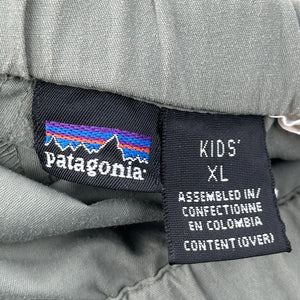 patagonia®
KIDS'
XL
ASSEMBLED IN/
CONFECTIONNE
EN COLOMBIA
CONTENT (OVER)